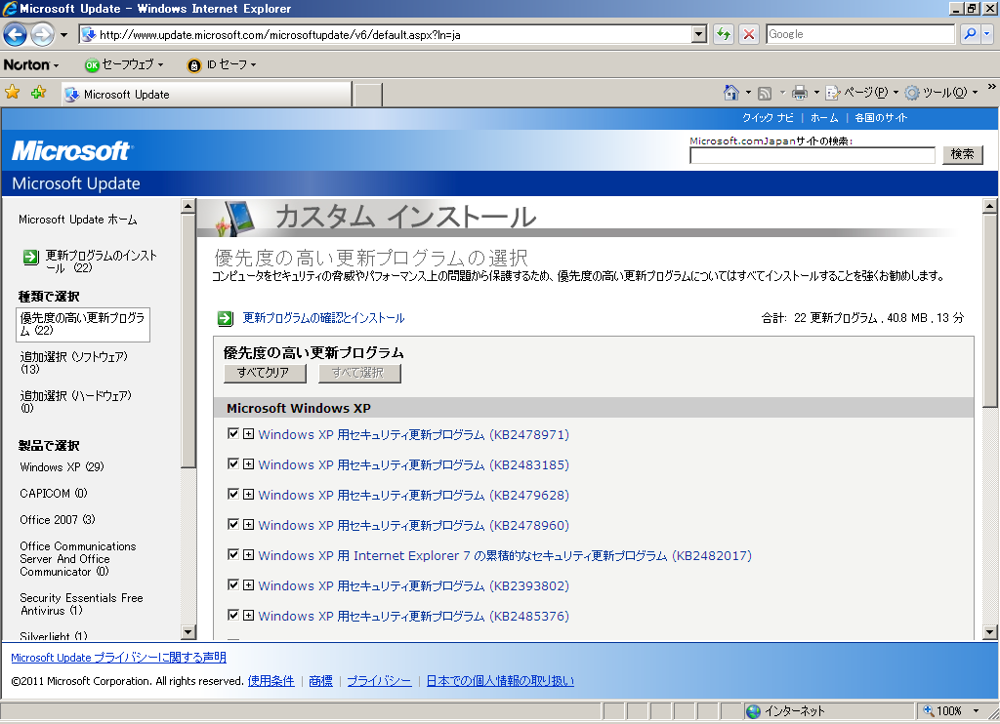 Microsoft Update - Windows Internet Explorer
http://www.update.microsoft.com/microsoftupdate/v6/default.aspx?ln=ja
Google
Norton
OK セーフウェブ
ID セーフ
Microsoft Update
ページ(P)
ツール(O)
クイック ナビ | ホーム | 各国のサイト
Microsoft
Microsoft.comJapanサイトの検索:
検索
Microsoft Update
Microsoft Update ホーム
更新プログラムのインスト
ール (22)
種類で選択
優先度の高い更新プログラ
ム (22)
追加選択 (ソフトウェア)
(13)
追加選択 (ハードウェア)
(0)
製品で選択
Windows XP (29)
CAPICOM (0)
Office 2007 (3)
Office Communications
Server And Office
Communicator (0)
Security Essentials Free
Antivirus (1)
Silverlight (1)
カスタム インストール
優先度の高い更新プログラムの選択
コンピュータをセキュリティの脅威やパフォーマンス上の問題から保護するため、優先度の高い更新プログラムについてはすべてインストールすることを強くお勧めします。
更新プログラムの確認とインストール
合計: 22 更新プログラム , 40.8 MB , 13 分
優先度の高い更新プログラム
すべてクリア
すべて選択
Microsoft Windows XP
Windows XP 用セキュリティ更新プログラム (KB2478971)
Windows XP 用セキュリティ更新プログラム (KB2483185)
Windows XP 用セキュリティ更新プログラム (KB2479628)
Windows XP 用セキュリティ更新プログラム (KB2478960)
Windows XP 用 Internet Explorer 7 の累積的なセキュリティ更新プログラム (KB2482017)
Windows XP 用セキュリティ更新プログラム (KB2393802)
Windows XP 用セキュリティ更新プログラム (KB2485376)
Microsoft Update プライバシーに関する声明
©2011 Microsoft Corporation. All rights reserved. 使用条件 | 商標 | プライバシー | 日本での個人情報の取り扱い
インターネット
100%